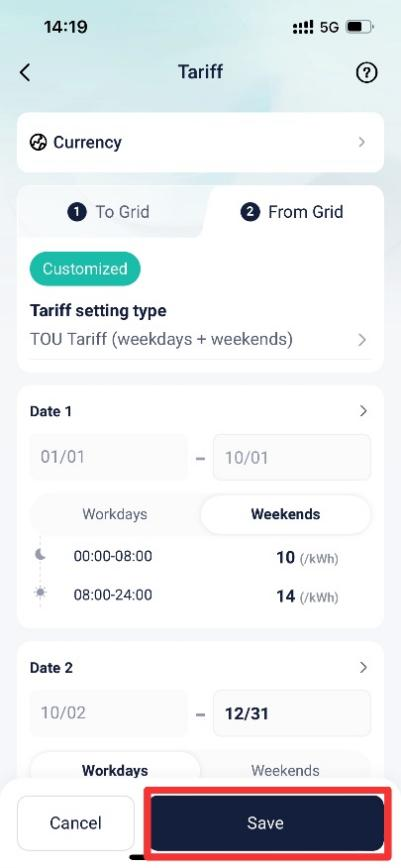 14:19 5G
Tariff ?
Currency
1 To Grid 2 From Grid
Customized
Tariff setting type
TOU Tariff (weekdays + weekends)
Date 1
01/01 – 10/01
Workdays Weekends
00:00-08:00 10 (/kWh)
08:00-24:00 14 (/kWh)
Date 2
10/02 – 12/31
Workdays Weekends
Cancel Save